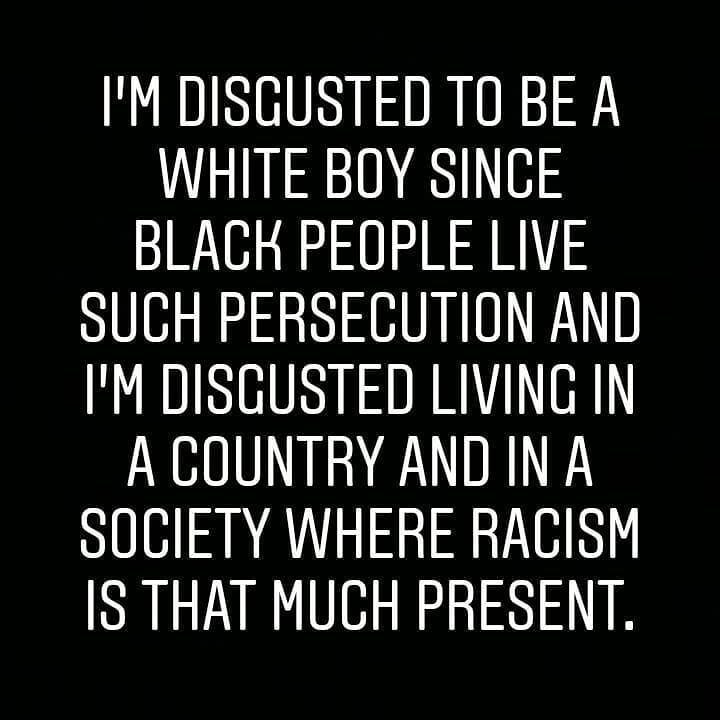 I'M DISGUSTED TO BE A
WHITE BOY SINCE
BLACK PEOPLE LIVE
SUCH PERSECUTION AND
I'M DISGUSTED LIVING IN
A COUNTRY AND IN A
SOCIETY WHERE RACISM
IS THAT MUCH PRESENT.